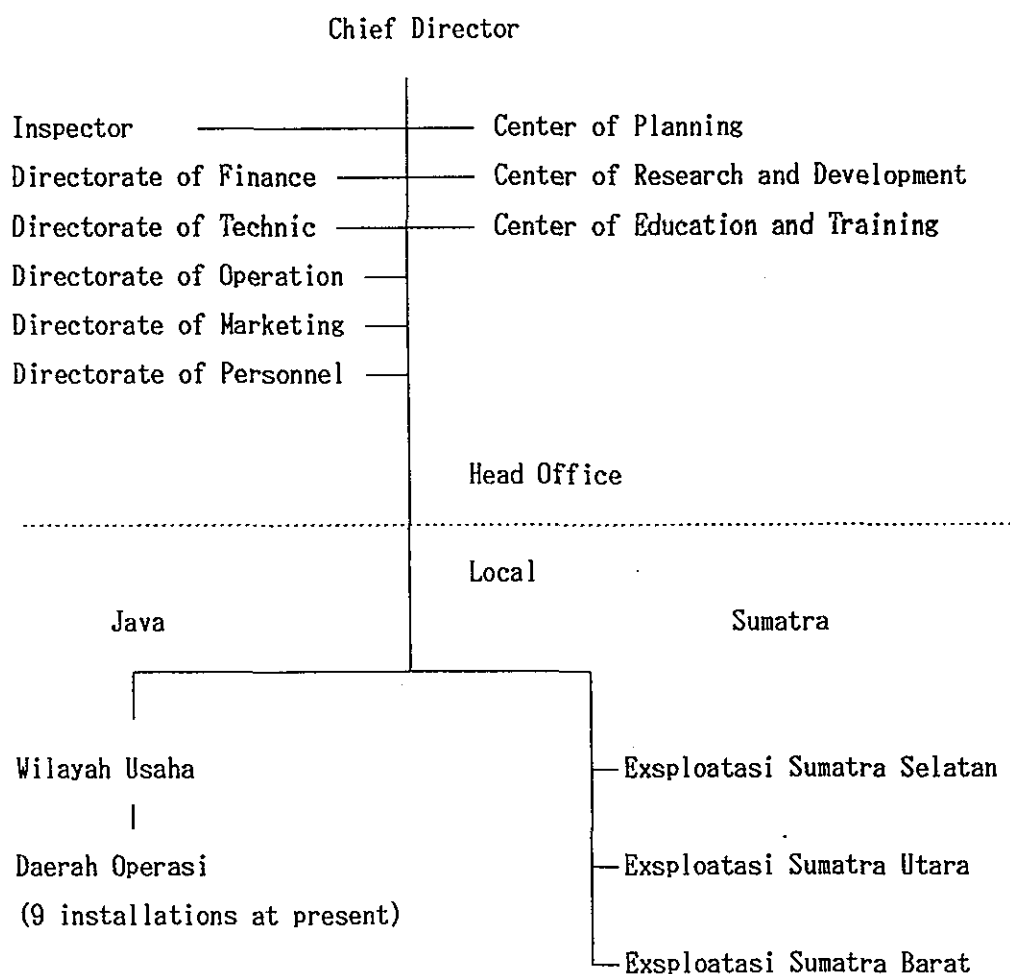 Chief Director
Inspector
Center of Planning
Directorate of Finance
Center of Research and Development
Directorate of Technic
Center of Education and Training
Directorate of Operation
Directorate of Marketing
Directorate of Personnel
Head Office
Local
Java
Sumatra
Wilayah Usaha
Exsploatasi Sumatra Selatan
Daerah Operasi
Exsploatasi Sumatra Utara
(9 installations at present)
Exsploatasi Sumatra Barat